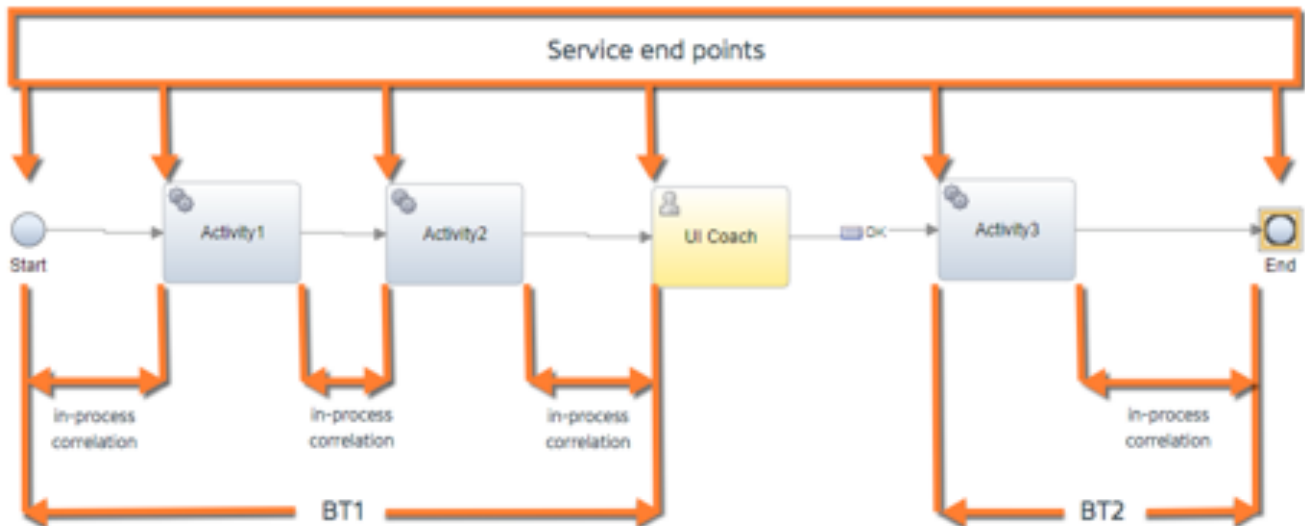 Service end points
Activity1
Activity2
UI Coach
OK
Activity3
Start
End
in-process
correlation
in-process
correlation
in-process
correlation
in-process
correlation
BT1
BT2